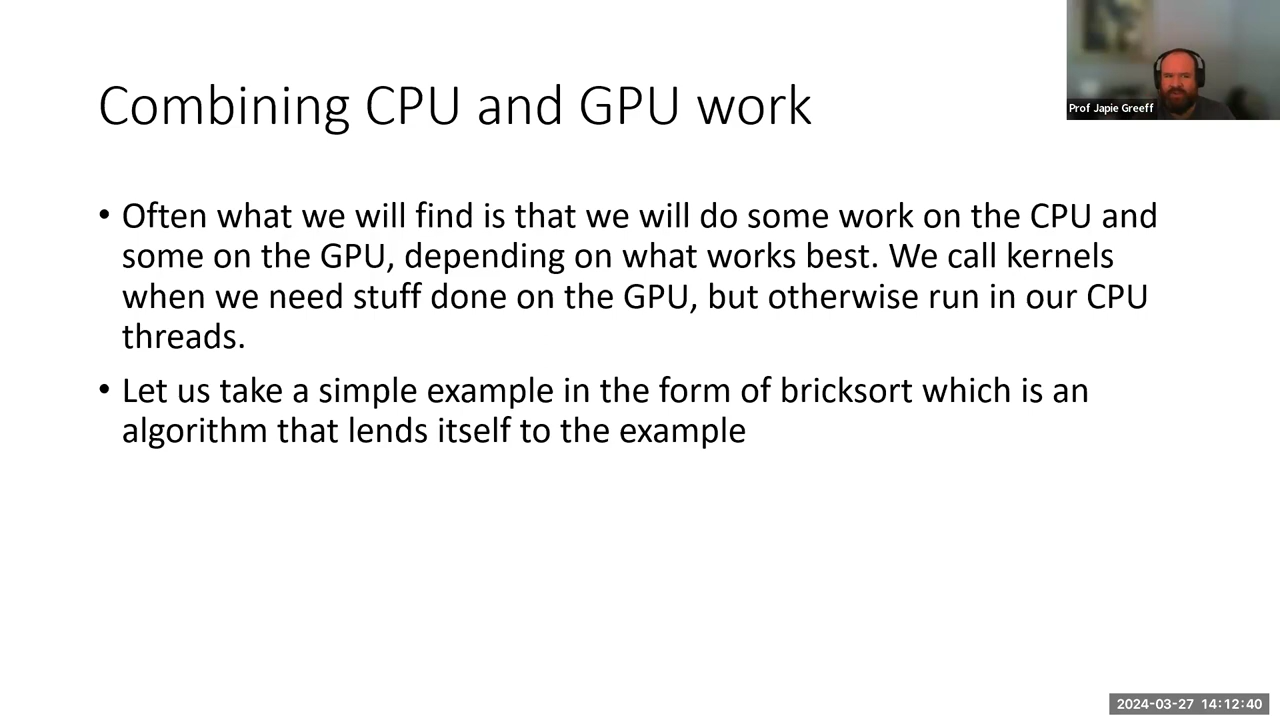 Combining CPU and GPU work
Prof Japie Greeff
• Often what we will find is that we will do some work on the CPU and
some on the GPU, depending on what works best. We call kernels
when we need stuff done on the GPU, but otherwise run in our CPU
threads.
• Let us take a simple example in the form of bricksort which is an
algorithm that lends itself to the example
2024-03-27 14:12:40